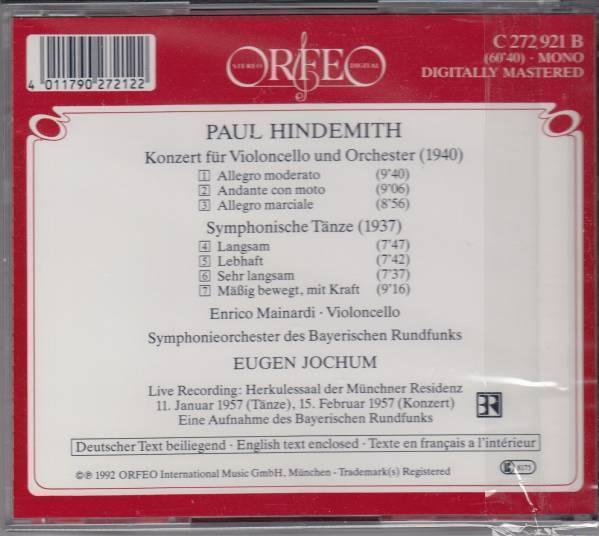 4 011790 272122
STEREO ORFEO DIGITAL
C 272 921 B
(60'40) · MONO
DIGITALLY MASTERED
PAUL HINDEMITH
Konzert für Violoncello und Orchester (1940)
1 Allegro moderato (9'40)
2 Andante con moto (9'06)
3 Allegro marciale (8'56)
Symphonische Tänze (1937)
4 Langsam (7'47)
5 Lebhaft (7'42)
6 Sehr langsam (7'37)
7 Mäßig bewegt, mit Kraft (9'16)
Enrico Mainardi · Violoncello
Symphonieorchester des Bayerischen Rundfunks
EUGEN JOCHUM
Live Recording: Herkulessaal der Münchner Residenz
11. Januar 1957 (Tänze), 15. Februar 1957 (Konzert)
Eine Aufnahme des Bayerischen Rundfunks
BR
Deutscher Text beiliegend · English text enclosed · Texte en français a l'intérieur
©℗ 1992 ORFEO International Music GmbH, München · Trademark(s) Registered
LC 8175